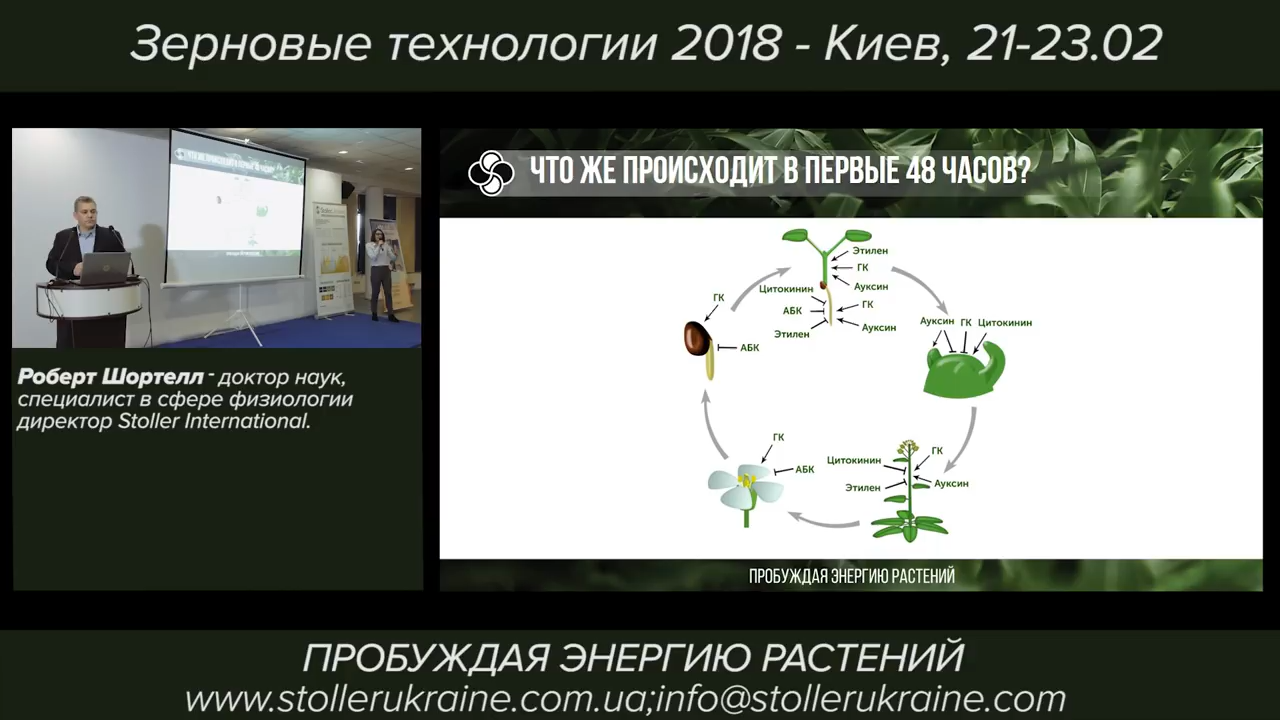 Зерновые технологии 2018 - Киев, 21-23.02
Роберт Шортелл - доктор наук,
специалист в сфере физиологии
директор Stoller International.
ЧТО ЖЕ ПРОИСХОДИТ В ПЕРВЫЕ 48 ЧАСОВ?
Этилен
ГК
Ауксин
Цитокинин
АБК
Этилен
ГК
Ауксин
ГК
АБК
Ауксин ГК Цитокинин
Цитокинин
Этилен
ГК
Ауксин
ГК
АБК
ПРОБУЖДАЯ ЭНЕРГИЮ РАСТЕНИЙ
ПРОБУЖДАЯ ЭНЕРГИЮ РАСТЕНИЙ
www.stollerukraine.com.ua;info@stollerukraine.com